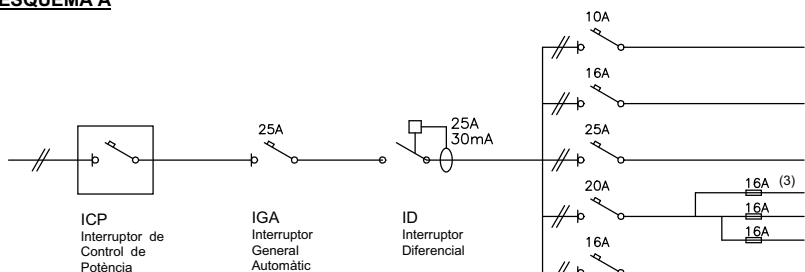 ESQUEMA A
10A
16A
25A
25A
25A
30mA
20A
16A (3)
16A
16A
16A
ICP
Interruptor de
Control de
Potència
IGA
Interruptor
General
Automàtic
ID
Interruptor
Diferencial